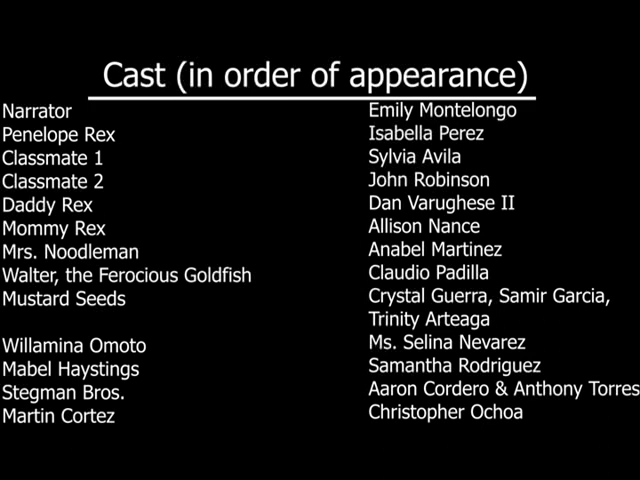 Cast (in order of appearance)
Narrator Emily Montelongo
Penelope Rex Isabella Perez
Classmate 1 Sylvia Avila
Classmate 2 John Robinson
Daddy Rex Dan Varughese II
Mommy Rex Allison Nance
Mrs. Noodleman Anabel Martinez
Walter, the Ferocious Goldfish Claudio Padilla
Mustard Seeds Crystal Guerra, Samir Garcia,
Trinity Arteaga
Willamina Omoto Ms. Selina Nevarez
Mabel Haystings Samantha Rodriguez
Stegman Bros. Aaron Cordero & Anthony Torres
Martin Cortez Christopher Ochoa